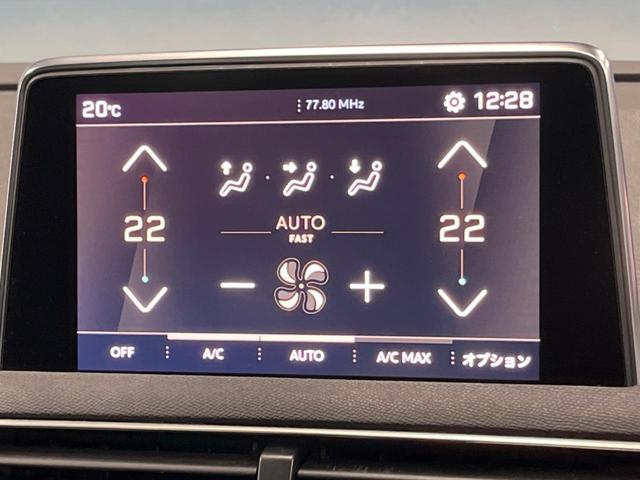 20°C 77.80 MHz 12:28
22 AUTO 22
FAST
OFF A/C AUTO A/C MAX オプション